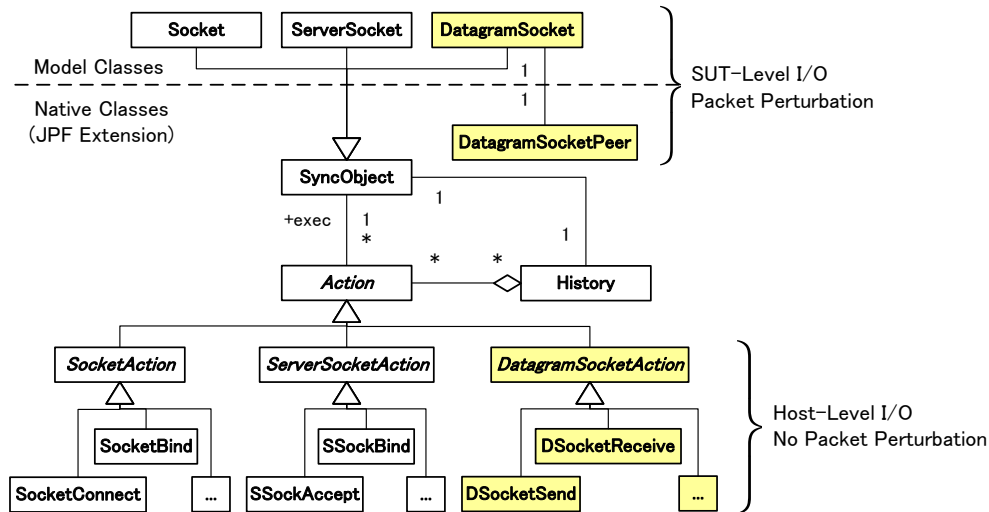 Socket
ServerSocket
DatagramSocket
Model Classes
1
SUT-Level I/O
Packet Perturbation
Native Classes
(JPF Extension)
1
DatagramSocketPeer
SyncObject
+exec
1
*
1
1
*
*
Action
History
SocketAction
ServerSocketAction
DatagramSocketAction
Host-Level I/O
No Packet Perturbation
SocketBind
SSockBind
DSocketReceive
SocketConnect
...
SSockAccept
...
DSocketSend
...